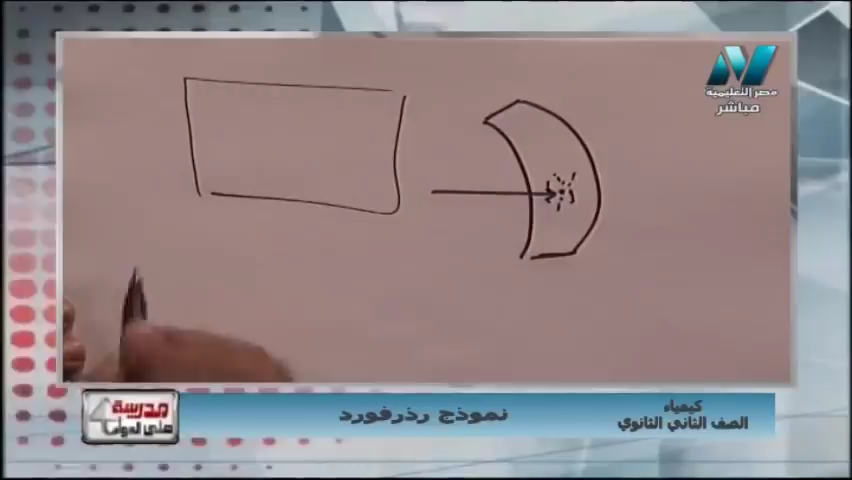 مصر التعليمية
مباشر
كيمياء
الصف الثاني الثانوي
نموذج رذرفورد
مدرسة
على الهواء